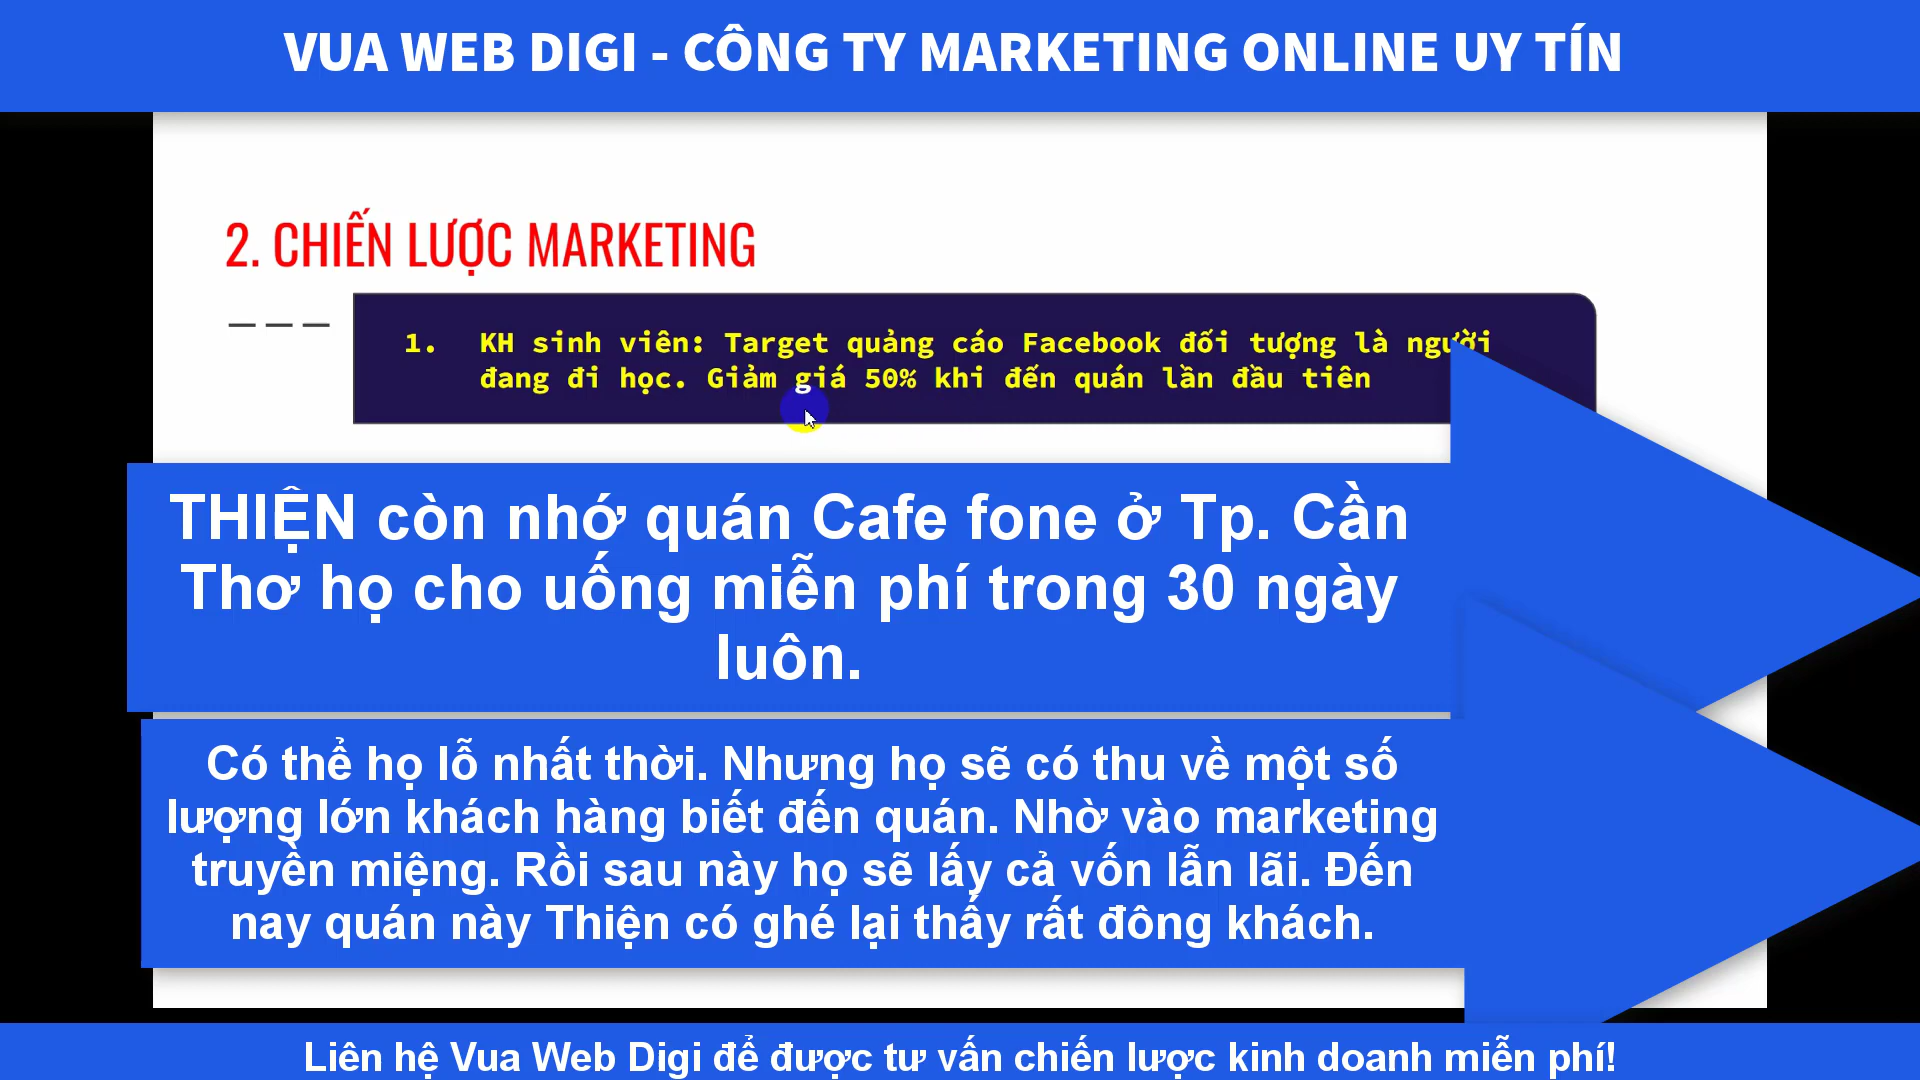 VUA WEB DIGI - CÔNG TY MARKETING ONLINE UY TÍN
2. CHIẾN LƯỢC MARKETING
1. KH sinh viên: Target quảng cáo Facebook đối tượng là người
đang đi học. Giảm giá 50% khi đến quán lần đầu tiên
THIỆN còn nhớ quán Cafe fone ở Tp. Cần
Thơ họ cho uống miễn phí trong 30 ngày
luôn.
Có thể họ lỗ nhất thời. Nhưng họ sẽ có thu về một số
lượng lớn khách hàng biết đến quán. Nhờ vào marketing
truyền miệng. Rồi sau này họ sẽ lấy cả vốn lẫn lãi. Đến
nay quán này Thiện có ghé lại thấy rất đông khách.
Liên hệ Vua Web Digi để được tư vấn chiến lược kinh doanh miễn phí!